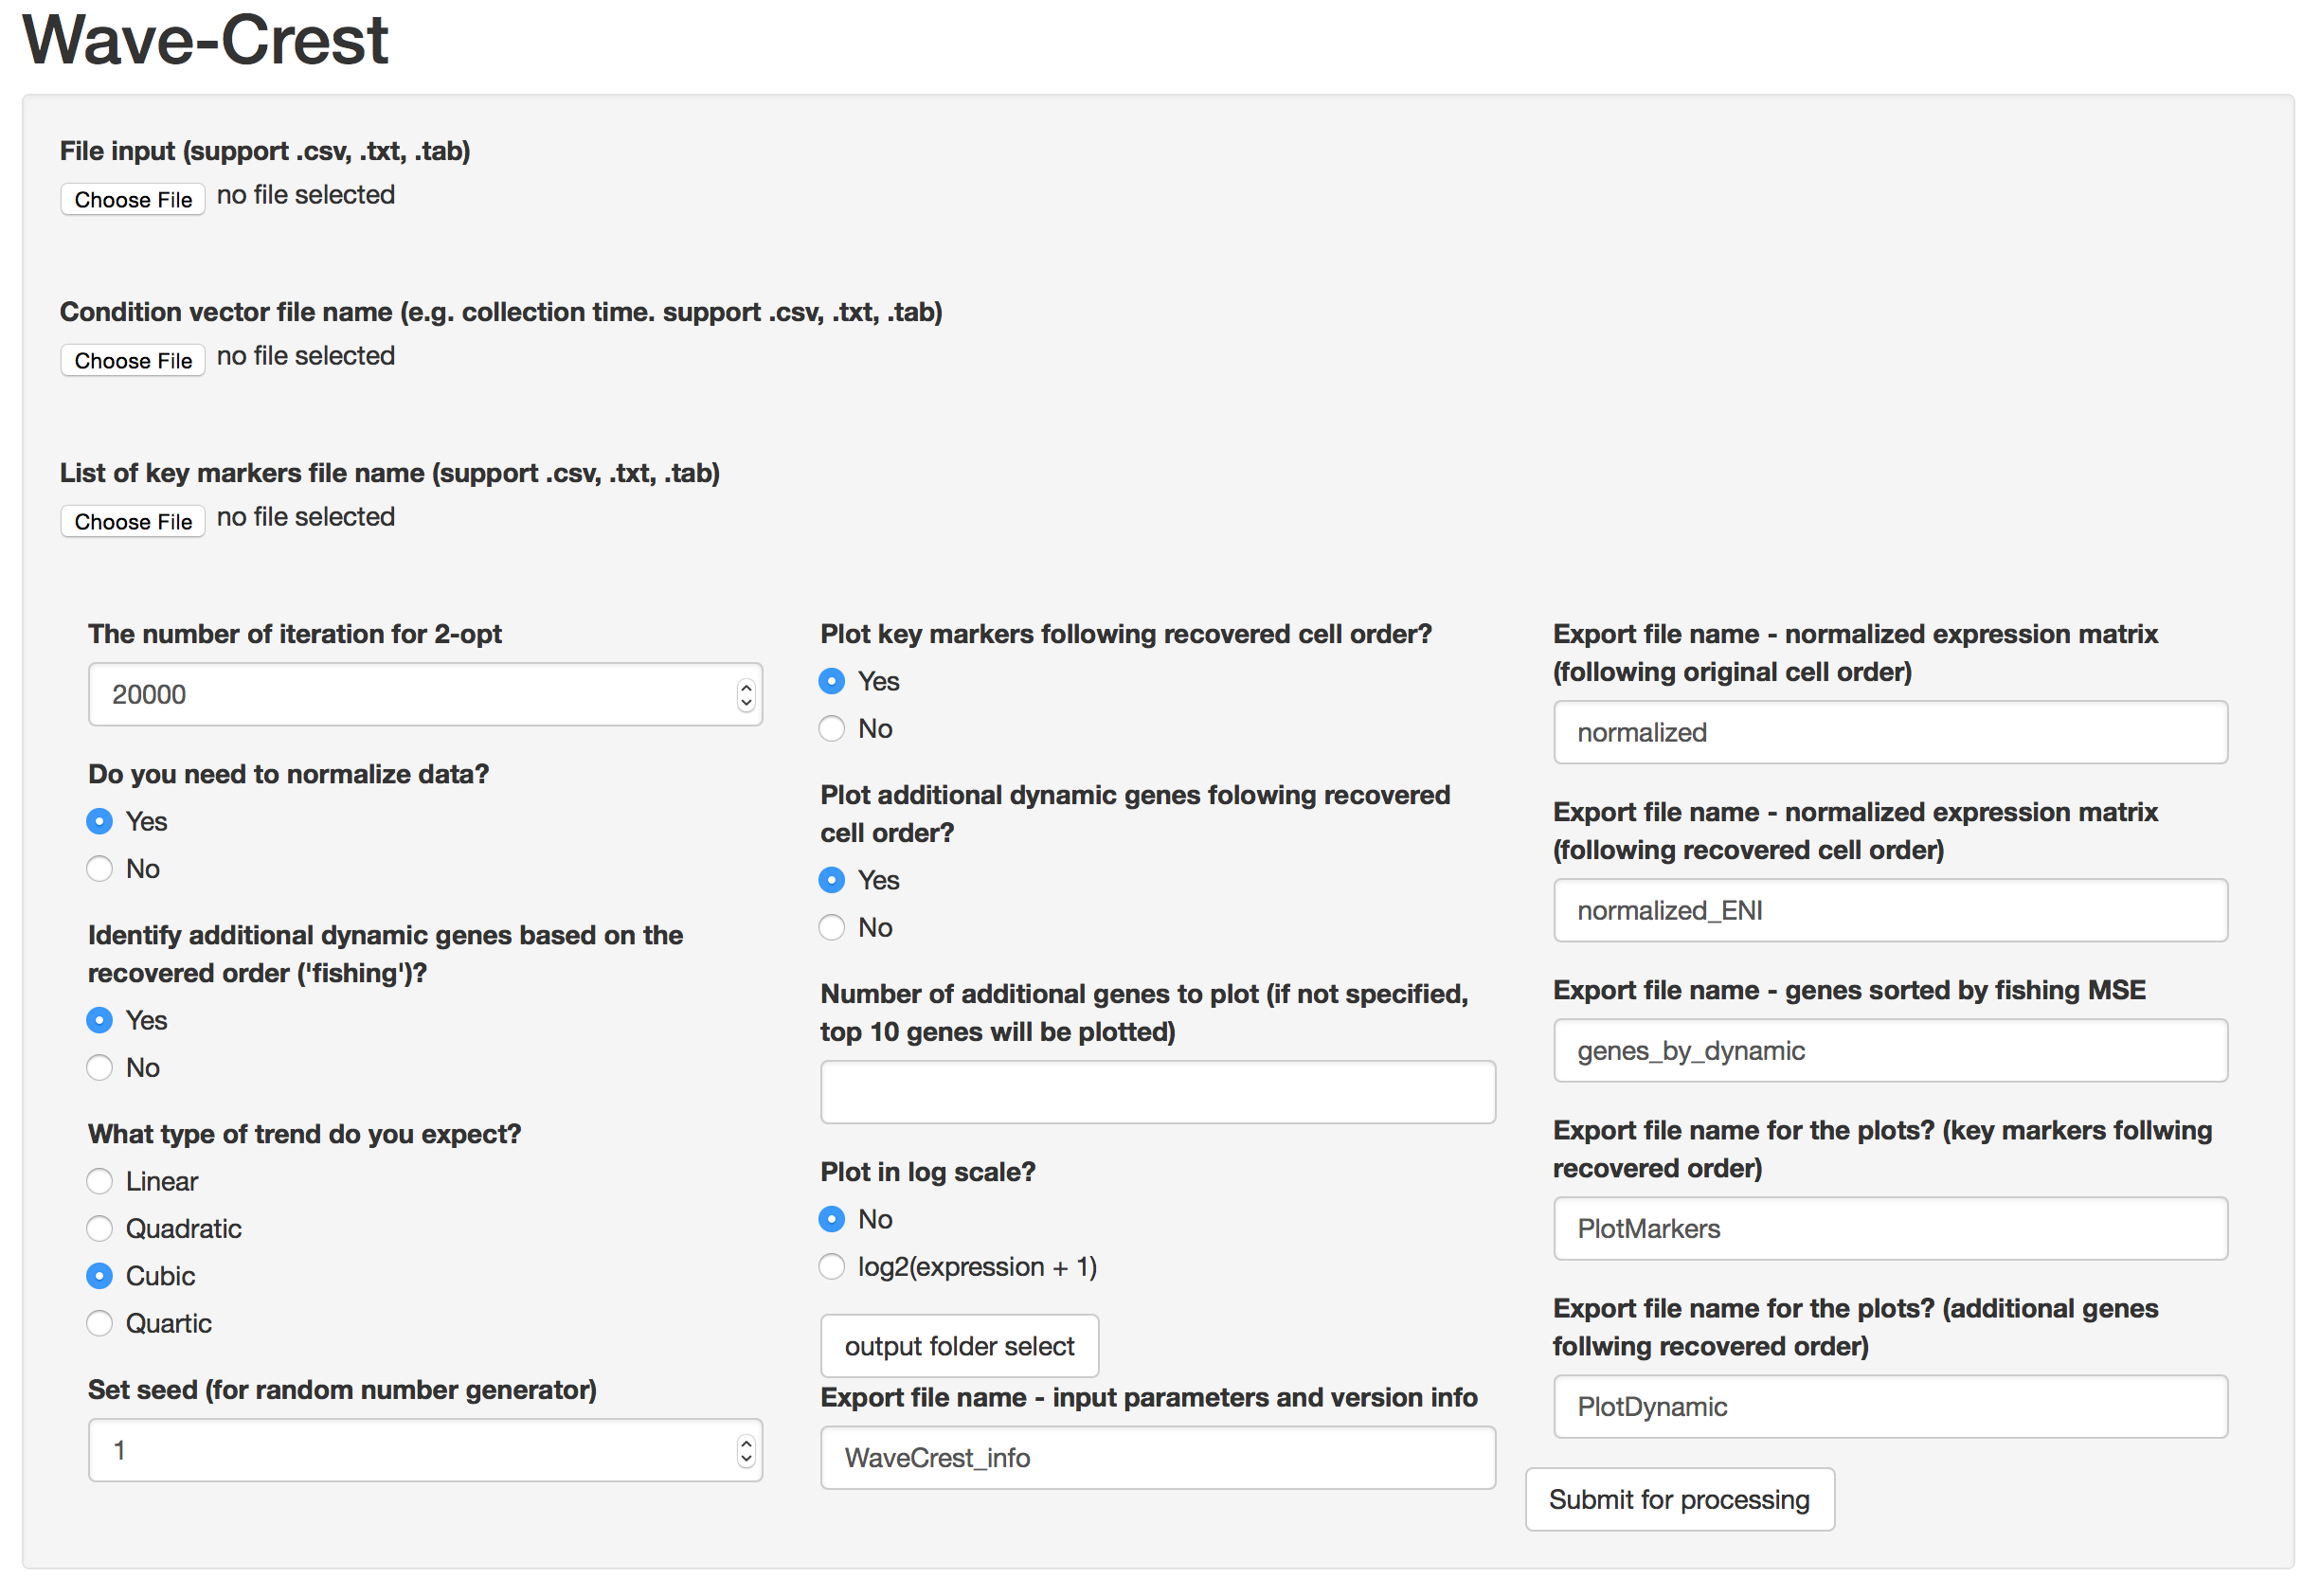 Wave-Crest
File input (support .csv, .txt, .tab)
Choose File no file selected
Condition vector file name (e.g. collection time. support .csv, .txt, .tab)
Choose File no file selected
List of key markers file name (support .csv, .txt, .tab)
Choose File no file selected
The number of iteration for 2-opt
20000
Do you need to normalize data?
Yes
No
Identify additional dynamic genes based on the
recovered order ('fishing')?
Yes
No
What type of trend do you expect?
Linear
Quadratic
Cubic
Quartic
Set seed (for random number generator)
1
Plot key markers following recovered cell order?
Yes
No
Plot additional dynamic genes folowing recovered
cell order?
Yes
No
Number of additional genes to plot (if not specified,
top 10 genes will be plotted)
Plot in log scale?
No
log2(expression + 1)
output folder select
Export file name - input parameters and version info
WaveCrest_info
Export file name - normalized expression matrix
(following original cell order)
normalized
Export file name - normalized expression matrix
(following recovered cell order)
normalized_ENI
Export file name - genes sorted by fishing MSE
genes_by_dynamic
Export file name for the plots? (key markers follwing
recovered order)
PlotMarkers
Export file name for the plots? (additional genes
follwing recovered order)
PlotDynamic
Submit for processing